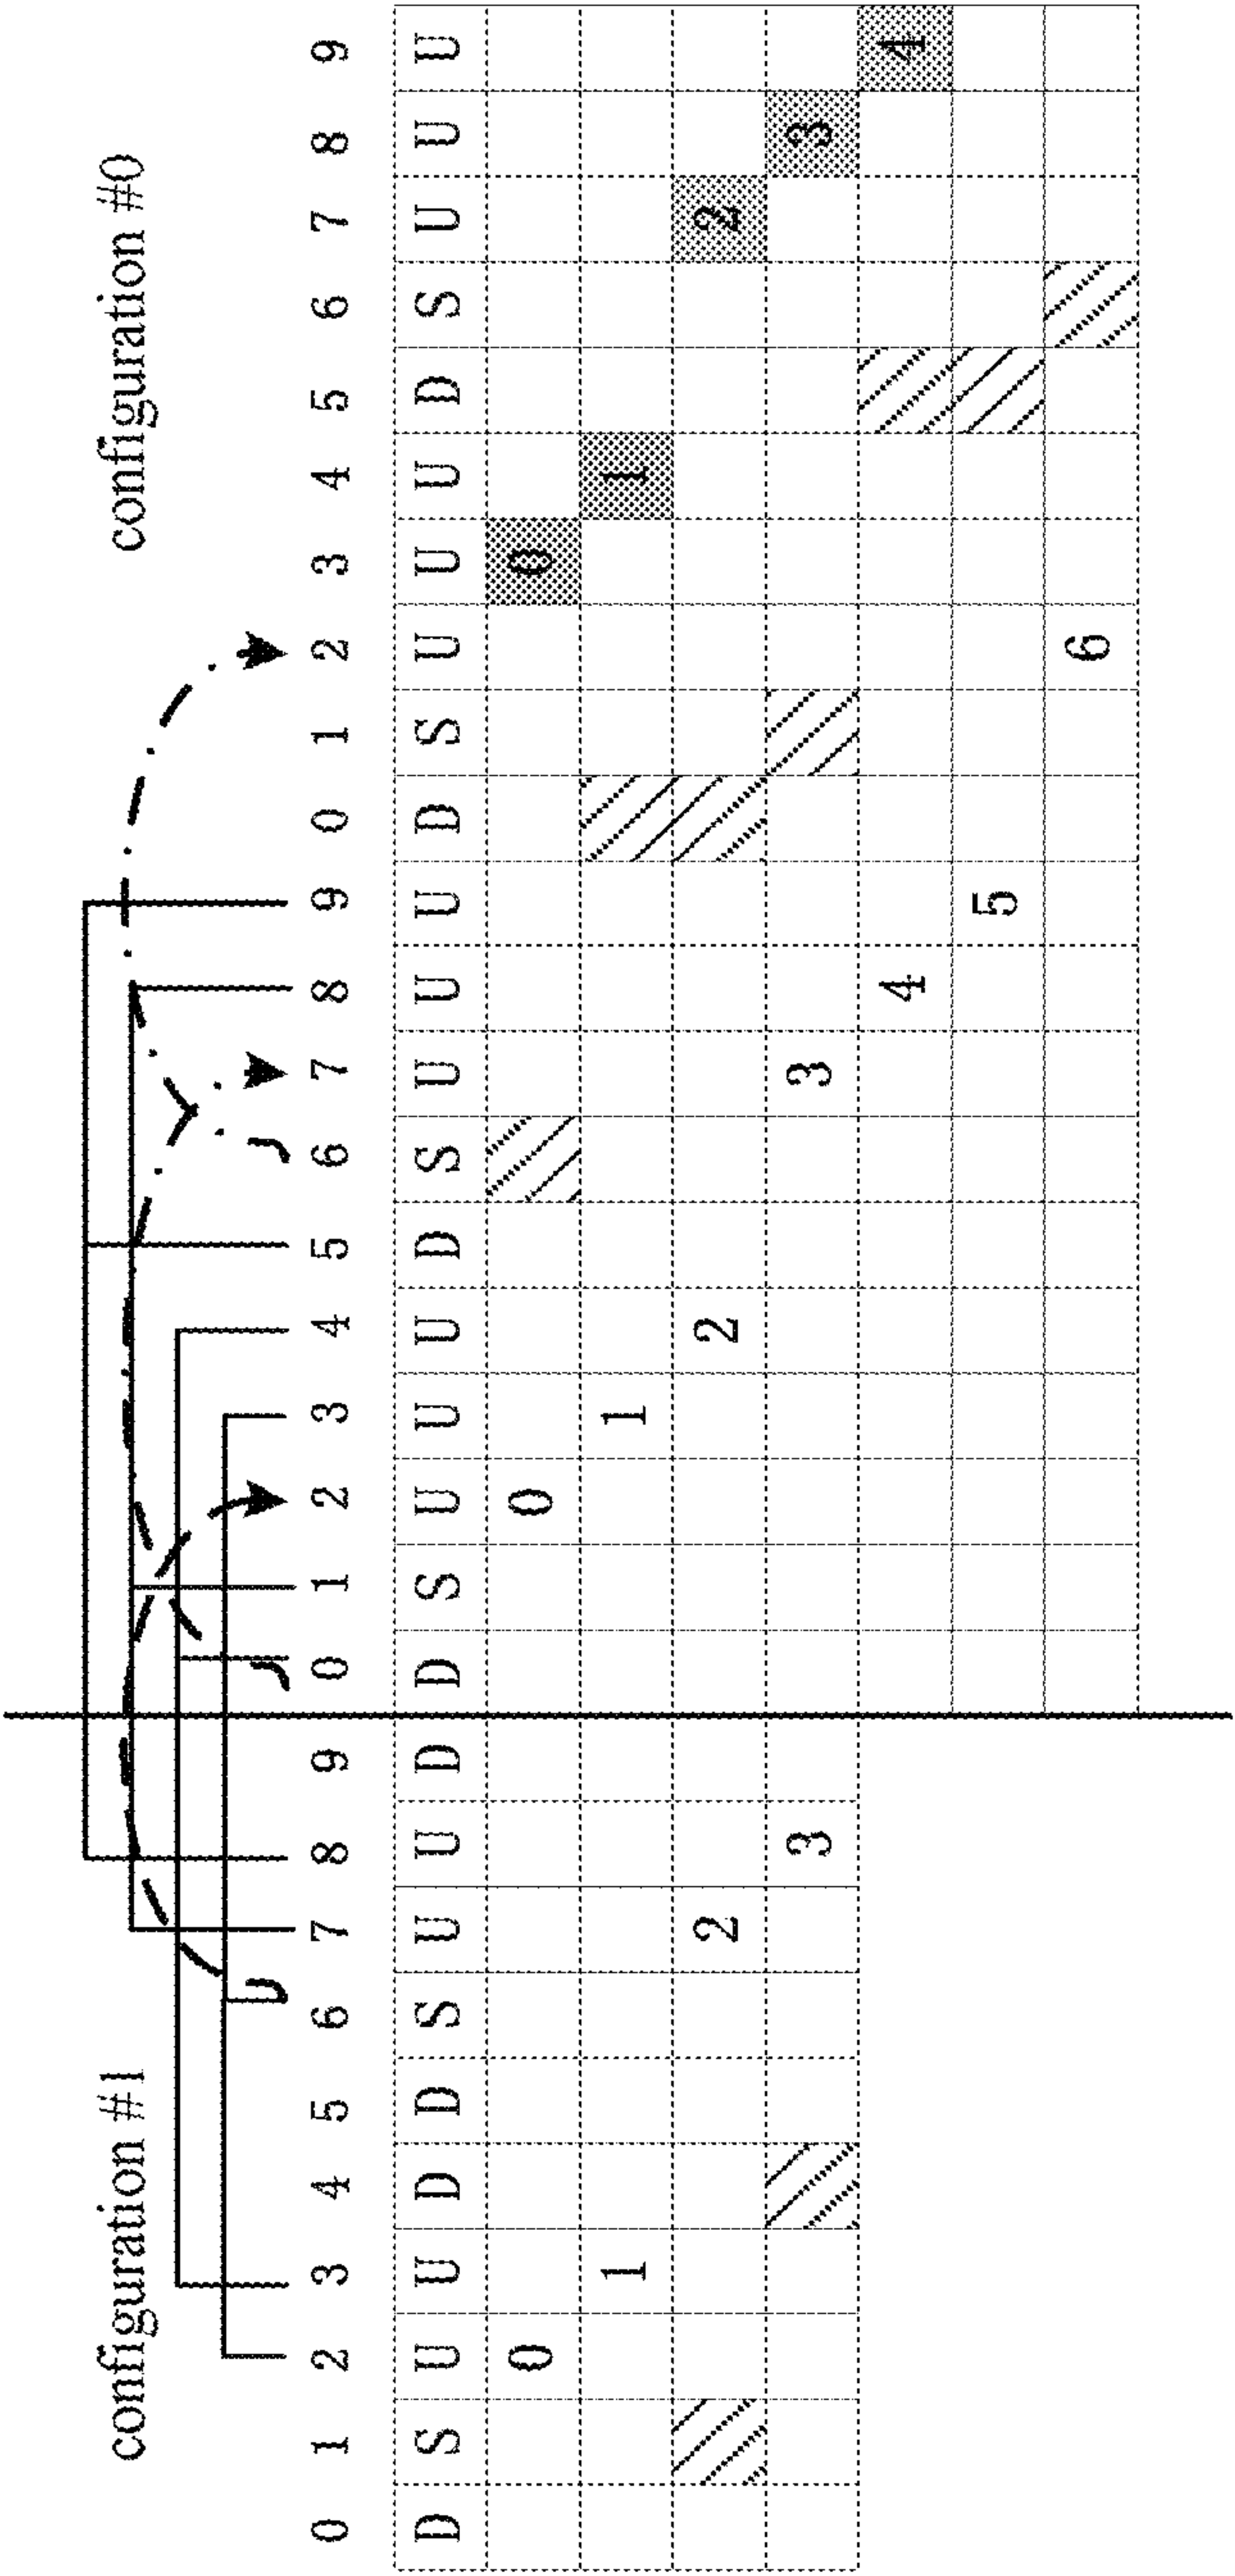 configuration #1 configuration #0
0 1 2 3 4 5 6 7 8 9 0 1 2 3 4 5 6 7 8 9 0 1 2 3 4 5 6 7 8 9
D S U U D D S U U D D S U U U D S U U U D S U U U D S U U U
0 0 0
1 1 1
2 2 2
3 3 3
4 4
5
6